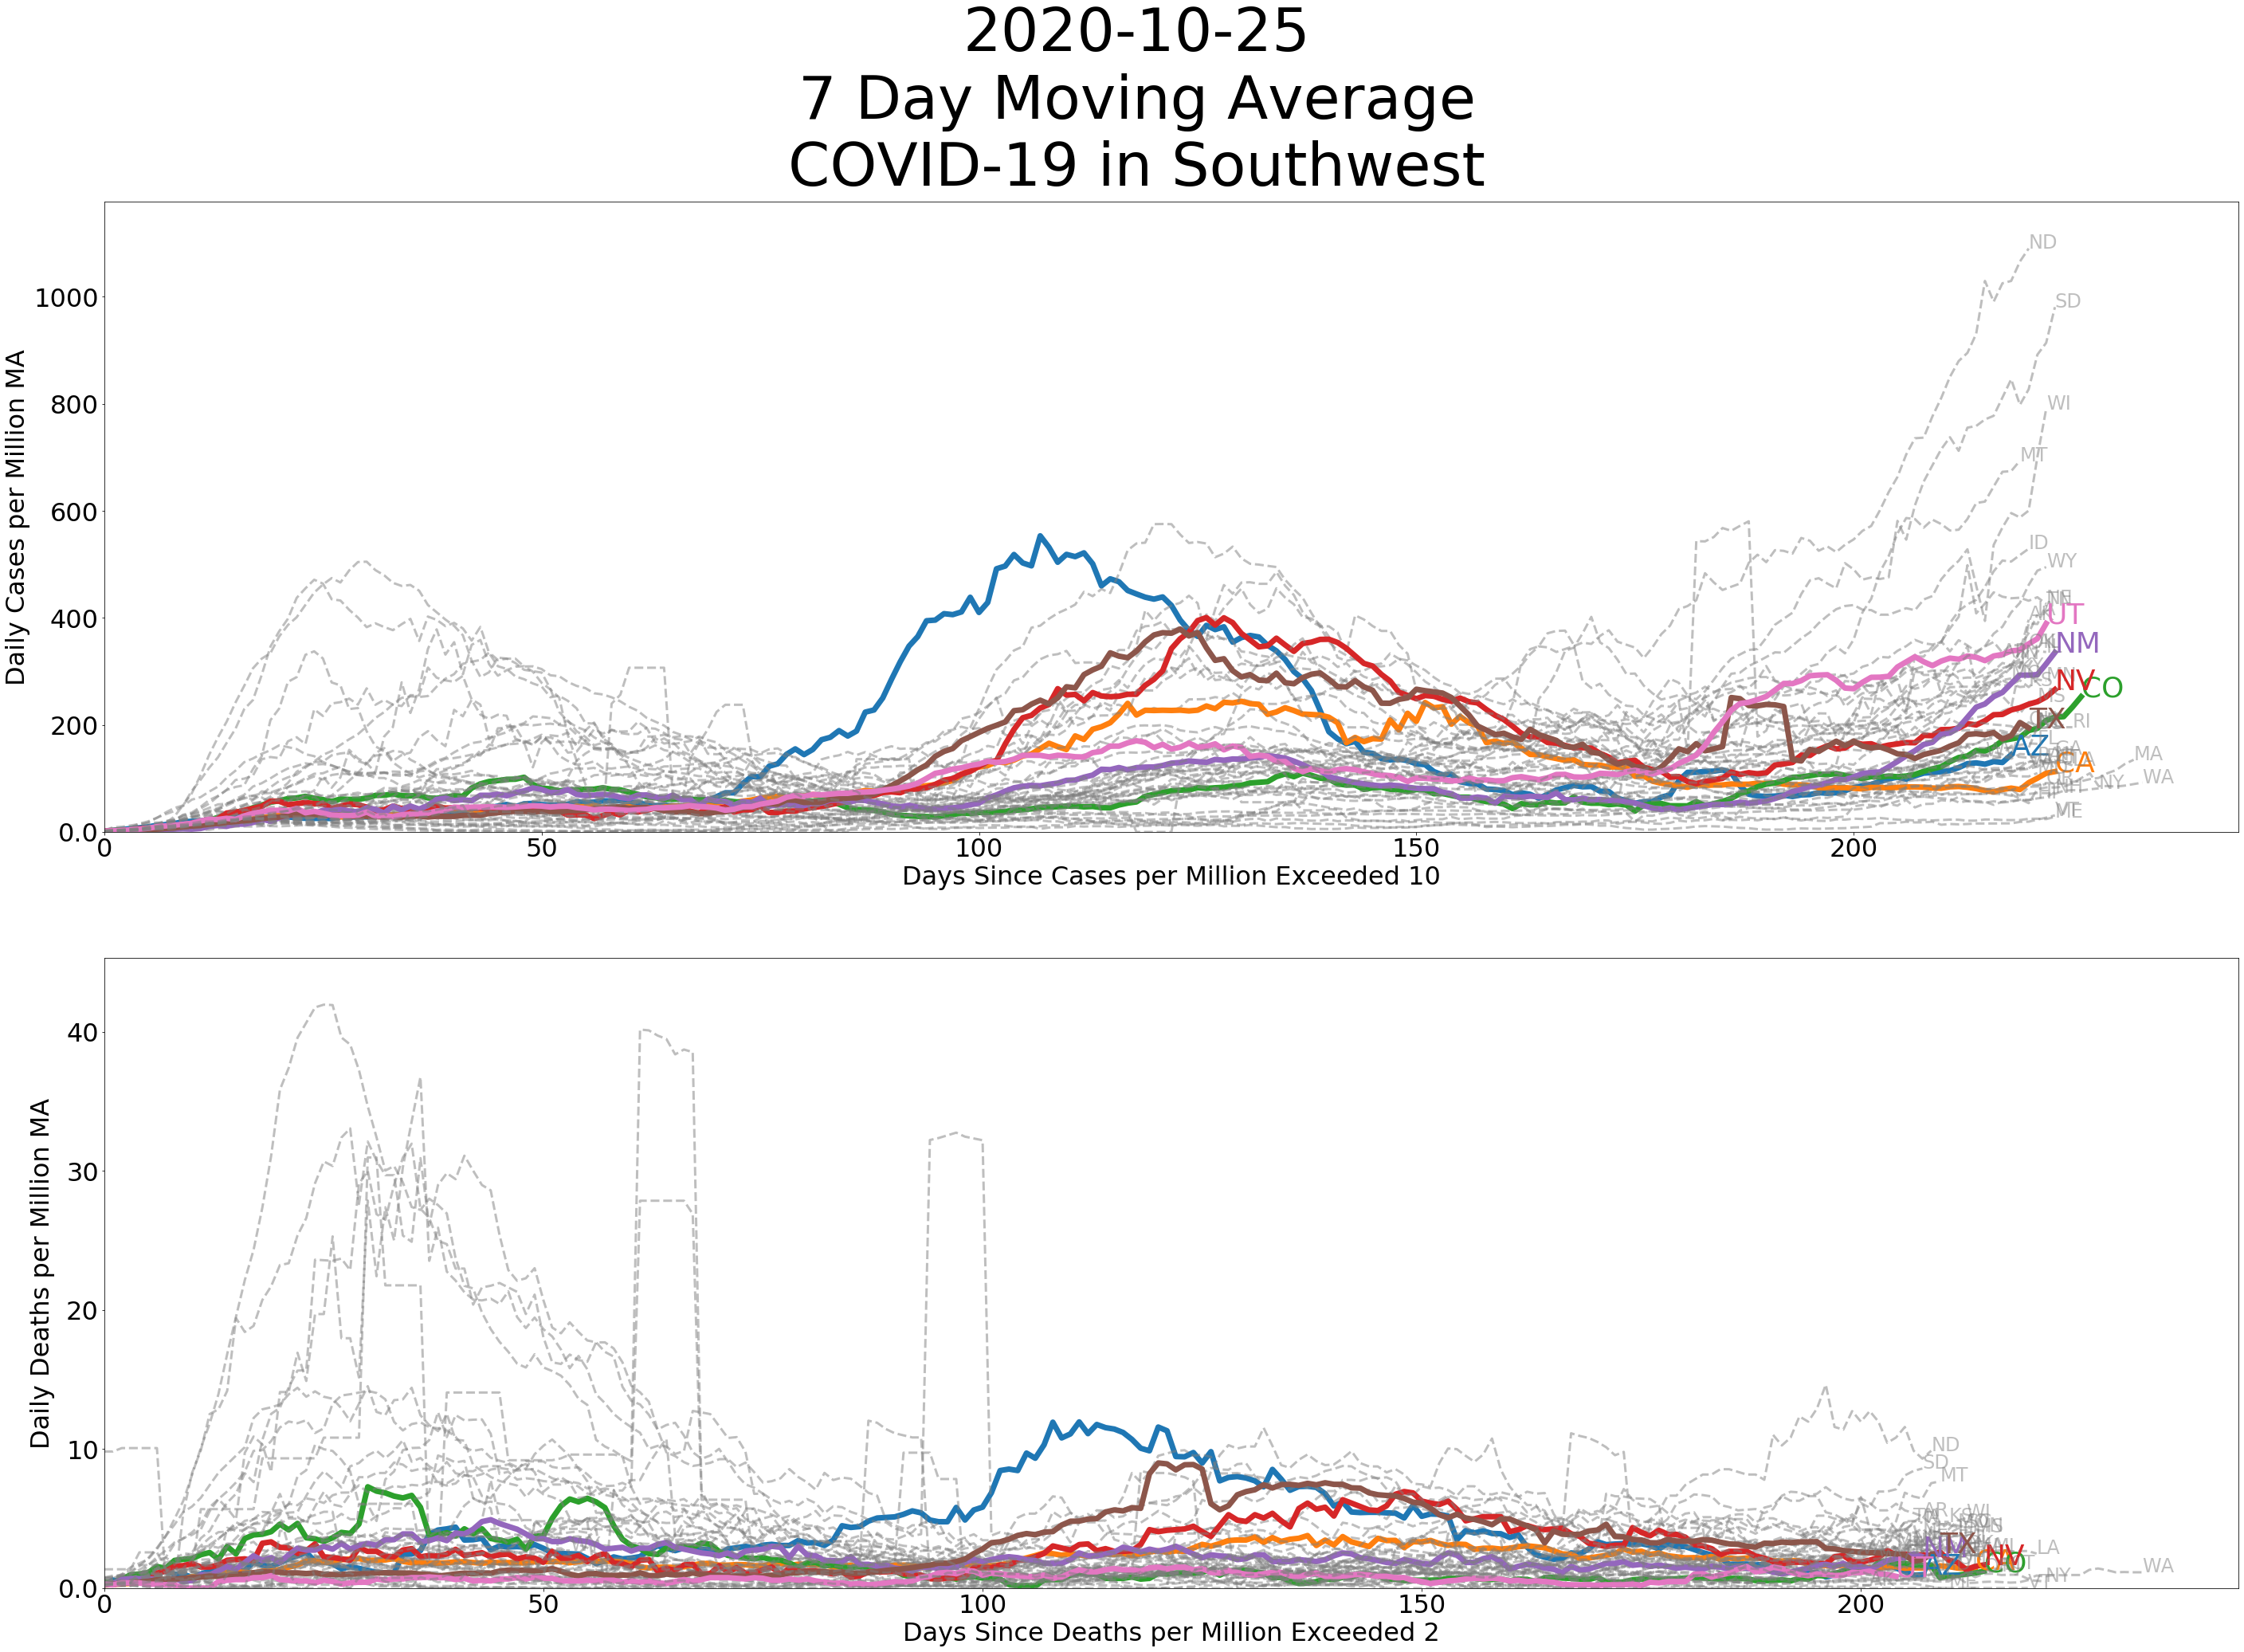 2020-10-25
7 Day Moving Average
COVID-19 in Southwest
Daily Cases per Million MA
1000
800
600
400
200
0.0
ND
SD
WI
MT
ID
WY
UT
NM
NV
CO
TX
RI
AZ
CA
MA
NY
WA
ME
0
50
100
150
200
Days Since Cases per Million Exceeded 10
Daily Deaths per Million MA
40
30
20
10
0.0
ND
SD
MT
AR
WI
NM
TX
LA
UT
AZ
NV
CO
NY
WA
0
50
100
150
200
Days Since Deaths per Million Exceeded 2